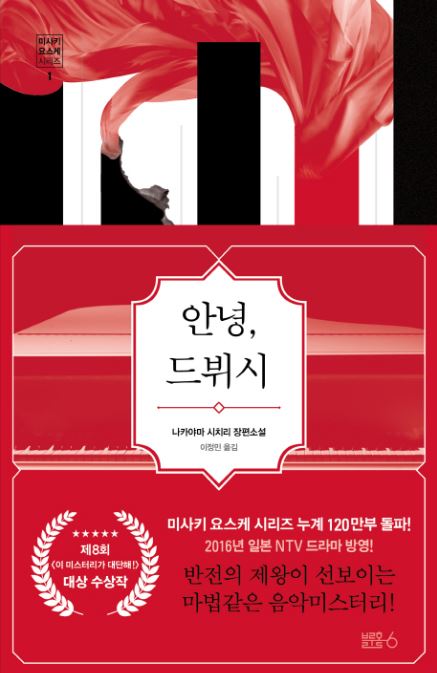 미사키
요스케
시리즈
1
안녕,
드뷔시
나카야마 시치리 장편소설
이정민 옮김
★★★★★
제8회
〈이 미스터리가 대단해!〉
대상 수상작
미사키 요스케 시리즈 누계 120만부 돌파!
2016년 일본 NTV 드라마 방영!
반전의 제왕이 선보이는
마법같은 음악미스터리!
블루홀6